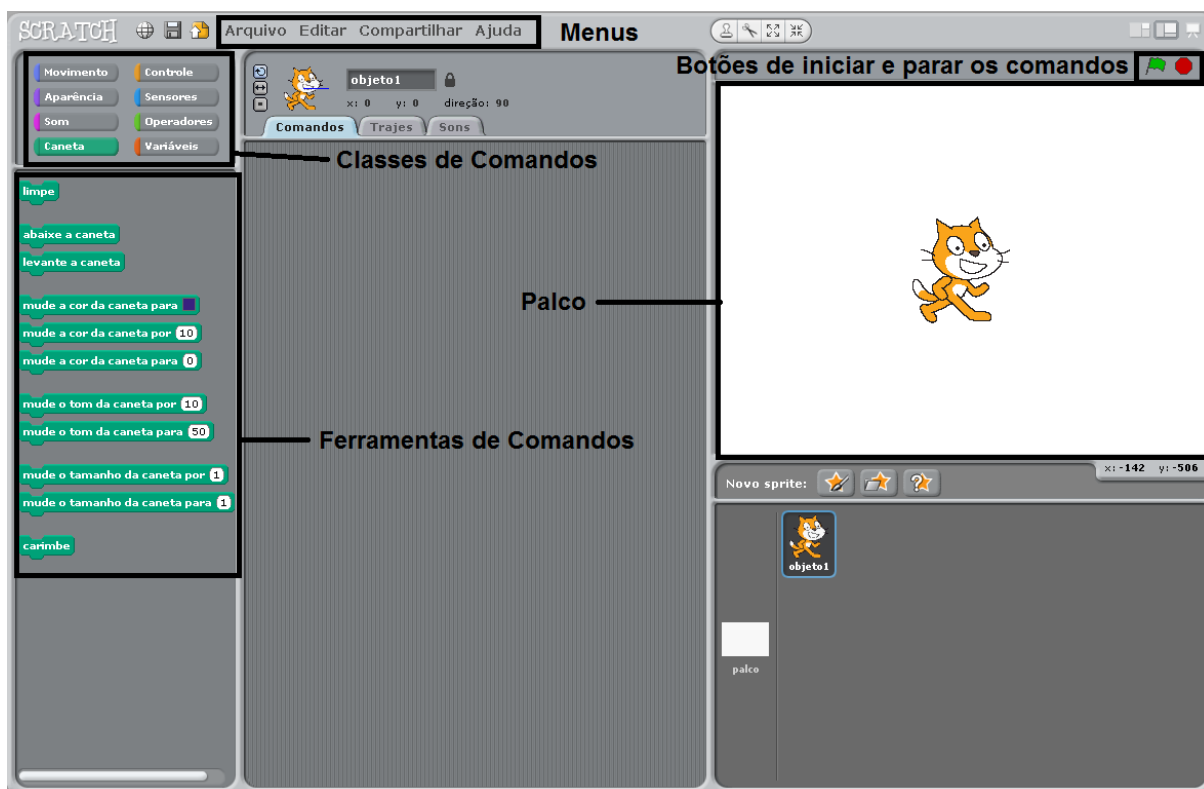 SCRATCH Arquivo Editar Compartilhar Ajuda Menus
Botões de iniciar e parar os comandos
Movimento Controle
Aparência Sensores
Som Operadores
Caneta Variáveis
objeto1
x: 0 y: 0 direção: 90
Comandos Trajes Sons
Classes de Comandos
limpe
abaixe a caneta
levante a caneta
mude a cor da caneta para
mude a cor da caneta por 10
mude a cor da caneta para 0
mude o tom da caneta por 10
mude o tom da caneta para 50
mude o tamanho da caneta por 1
mude o tamanho da caneta para 1
carimbe
Ferramentas de Comandos
Palco
x: -142 y: -506
Novo sprite:
objeto1
palco